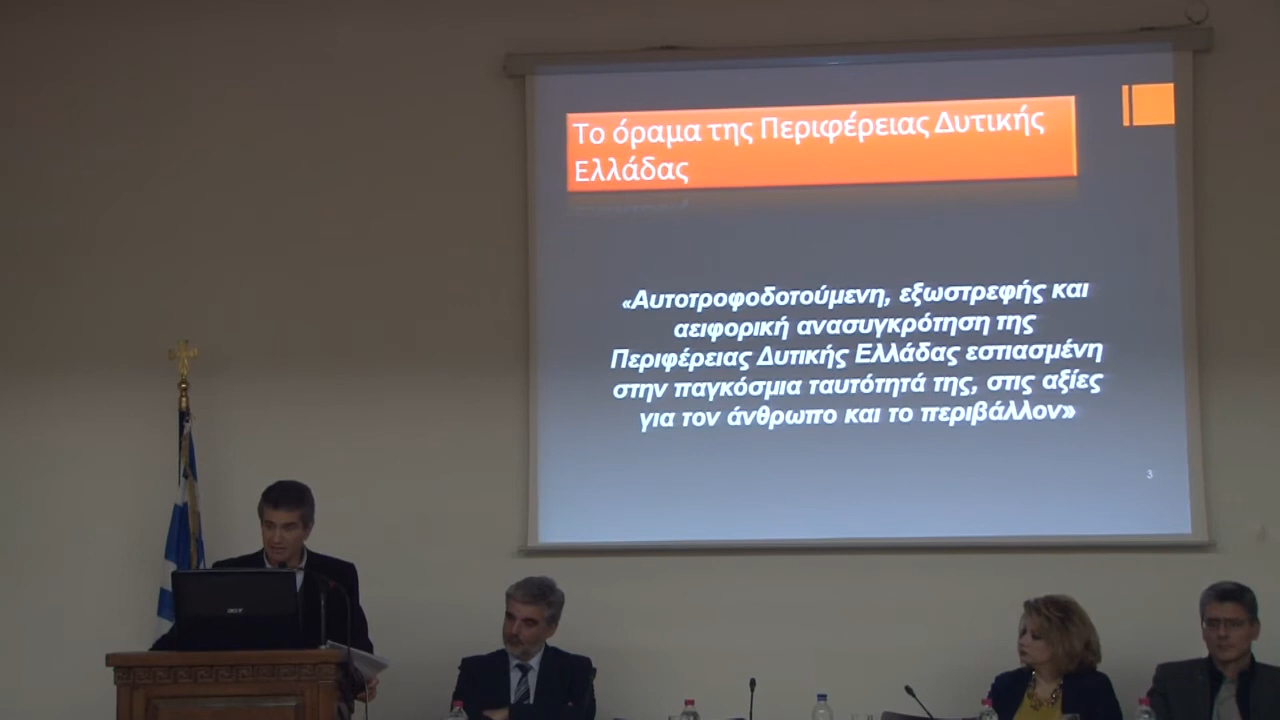 Το όραμα της Περιφέρειας Δυτικής
Ελλάδας
«Αυτοτροφοδοτούμενη, εξωστρεφής και
αειφορική ανασυγκρότηση της
Περιφέρειας Δυτικής Ελλάδας εστιασμένη
στην παγκόσμια ταυτότητά της, στις αξίες
για τον άνθρωπο και το περιβάλλον»
3
acer